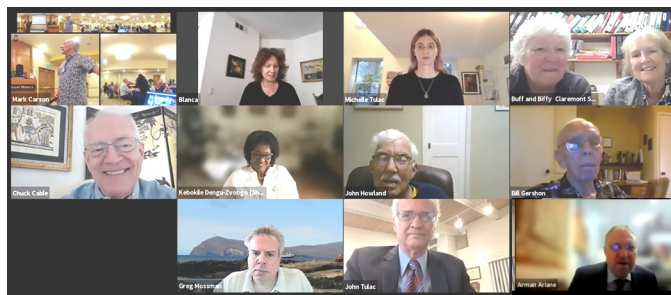 Mark Carson
Blanca
Michelle Tulac
Buff and Biffy Claremont S...
Chuck Cable
Kebokile Dengu-Zvobgo (Sh...
John Howland
Bill Gershon
Greg Mossman
John Tulac
Arman Ariane